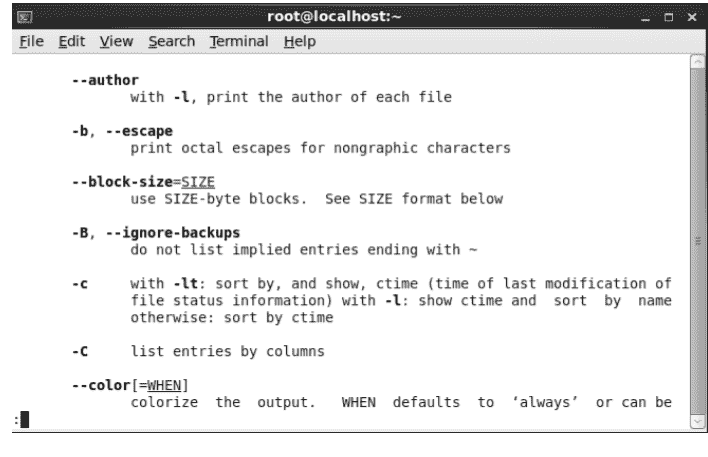 root@localhost:~
File Edit View Search Terminal Help
--author
with -l, print the author of each file
-b, --escape
print octal escapes for nongraphic characters
--block-size=SIZE
use SIZE-byte blocks.  See SIZE format below
-B, --ignore-backups
do not list implied entries ending with ~
-c     with -lt: sort by, and show, ctime (time of last modification of
file status information) with -l: show ctime and  sort  by  name
otherwise: sort by ctime
-C     list entries by columns
--color[=WHEN]
colorize  the  output.   WHEN  defaults  to  ‘always’  or can be
: